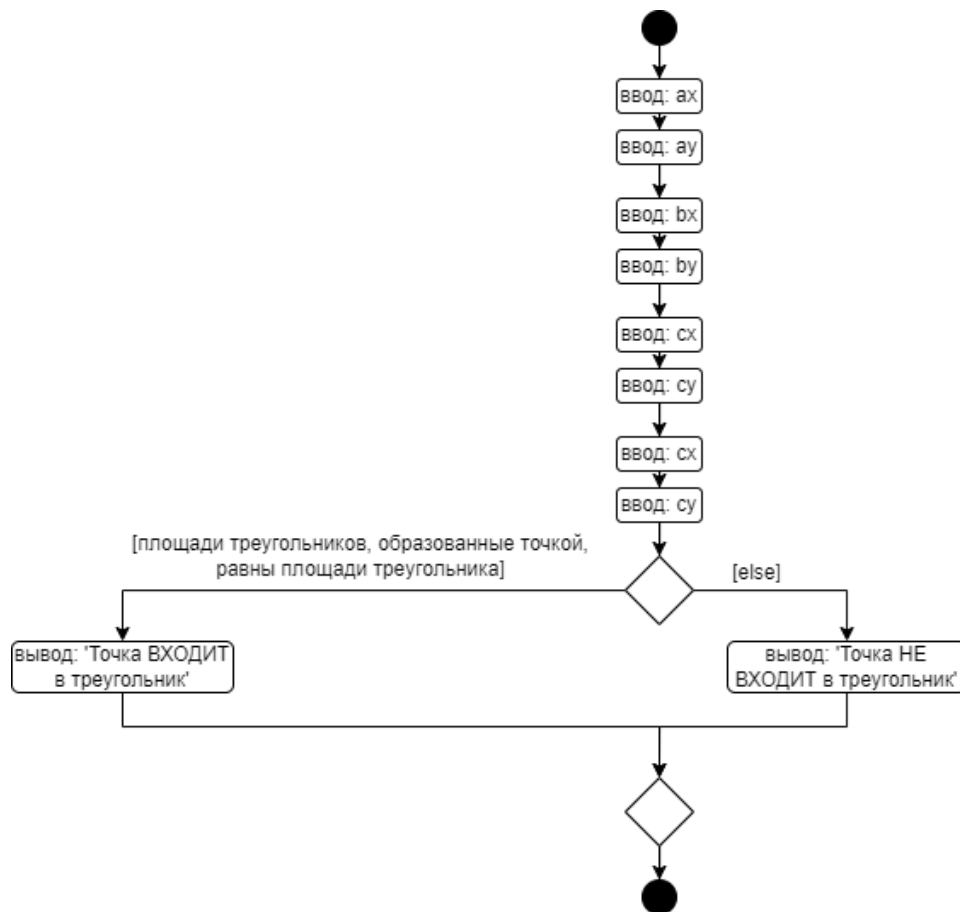 ввод: ax
ввод: ay
ввод: bx
ввод: by
ввод: cx
ввод: cy
ввод: cx
ввод: cy
[площади треугольников, образованные точкой,
равны площади треугольника]
[else]
вывод: 'Точка ВХОДИТ
в треугольник'
вывод: 'Точка НЕ
ВХОДИТ в треугольник'